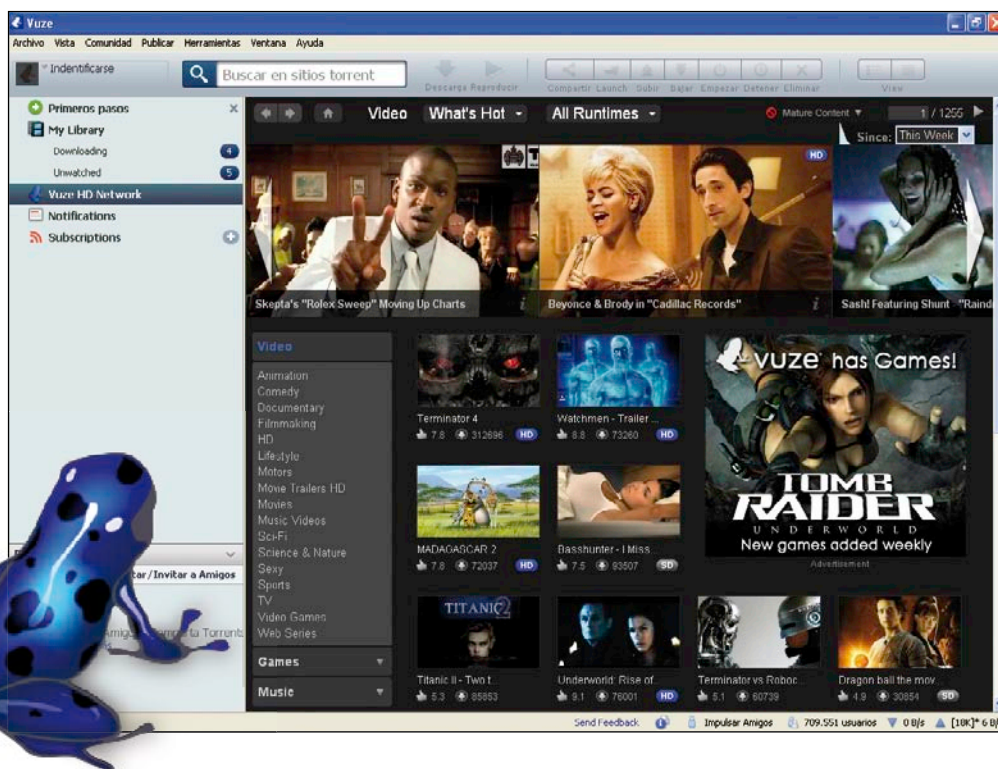 Vuze
Archivo Vista Comunidad Publicar Herramientas Ventana Ayuda
Indentificarse
Buscar en sitios torrent
Descarga Reproducir
Compartir Launch Subir Bajar Empezar Detener Eliminar
View
Primeros pasos
My Library
Downloading 4
Unwatched 5
Vuze HD Network
Notifications
Subscriptions
tar/Invitar a Amigos
Video What's Hot All Runtimes
Mature Content 1 / 1255
Since: This Week
HD
Skepta's "Rolex Sweep" Moving Up Charts
Beyonce & Brody in "Cadillac Records"
Sash! Featuring Shunt - "Raind
Video
Animation
Comedy
Documentary
Filmmaking
HD
Lifestyle
Motors
Movie Trailers HD
Movies
Music Videos
Sci-Fi
Science & Nature
Sexy
Sports
TV
Video Games
Web Series
Games
Music
Terminator 4
7.8 312696 HD
Watchmen - Trailer ...
8.8 73260 HD
MADAGASCAR 2
7.8 72037 HD
Basshunter - I Miss ...
7.5 93507 SD
vuze has Games!
TOMB
RAIDER
UNDERWORLD
New games added weekly
Advertisement
TITANIC 2
Titanic II - Two t...
5.3 85853
Underworld: Rise of...
9.1 76001 HD
Terminator vs Roboc...
5.1 60739
Dragon ball the mov...
4.9 30854 SD
Send Feedback Impulsar Amigos 709.551 usuarios 0 B/s [18K]* 6 B/